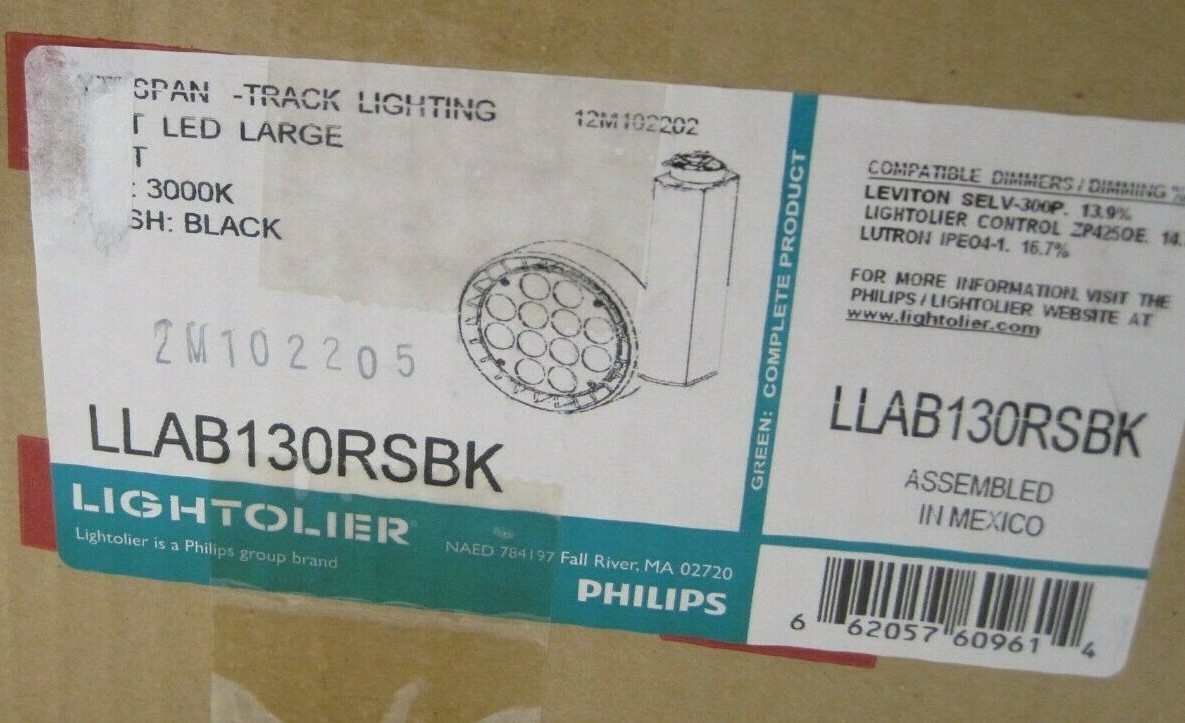 SPAN -TRACK LIGHTING
12M102202
T LED LARGE
T
: 3000K
SH: BLACK
2M102205
LLAB130RSBK
LIGHTOLIER
Lightolier is a Philips group brand
NAED 784197 Fall River, MA 02720
PHILIPS
GREEN: COMPLETE PRODUCT
COMPATIBLE DIMMERS / DIMMING %
LEVITON SELV-300P. 13.9%
LIGHTOLIER CONTROL ZP425QE. 14.
LUTRON IPE04-1. 16.7%
FOR MORE INFORMATION, VISIT THE
PHILIPS / LIGHTOLIER WEBSITE AT
www.lightolier.com
LLAB130RSBK
ASSEMBLED
IN MEXICO
6 62057 60961 4